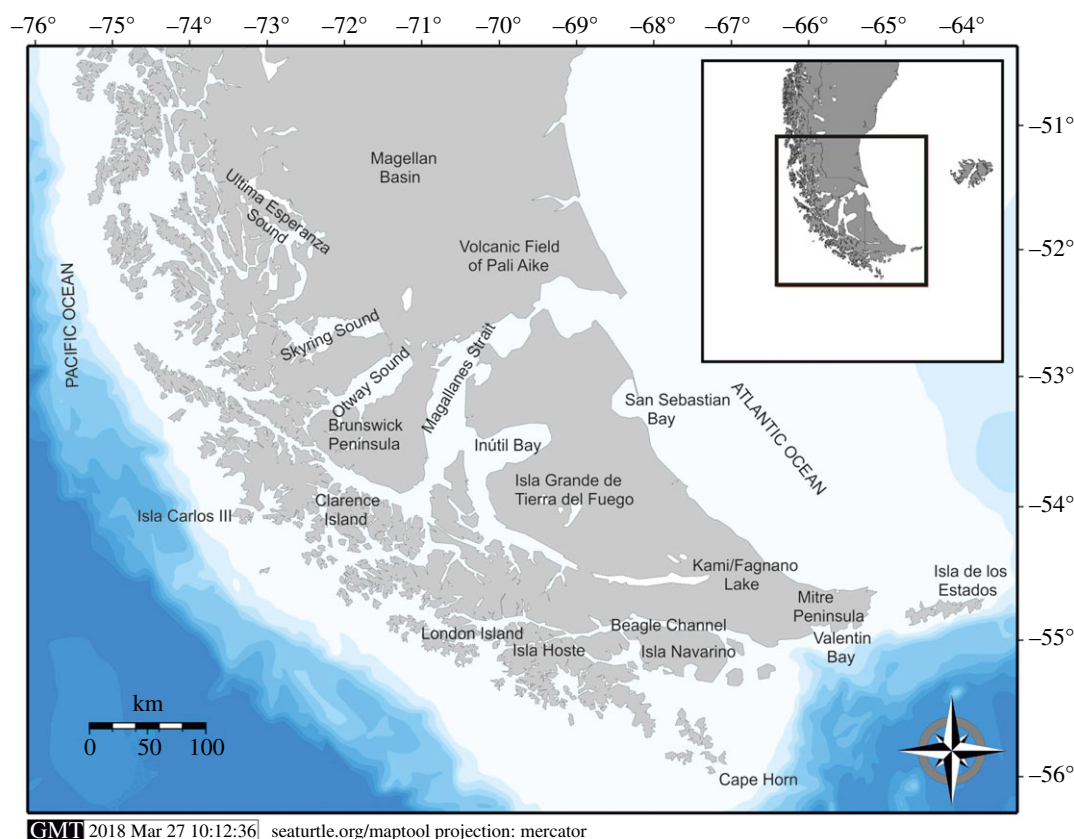 –76° –75° –74° –73° –72° –71° –70° –69° –68° –67° –66° –65° –64°
–51°
Magellan
Basin
Ultima Esperanza
Sound
Volcanic Field
of Pali Aike
–52°
PACIFIC OCEAN
Skyring Sound
Otway Sound
Magallanes Strait
–53°
San Sebastian
Bay
ATLANTIC OCEAN
Brunswick
Peninsula
Inútil Bay
Isla Grande de
Tierra del Fuego
Clarence
Island
Isla Carlos III
–54°
Kami/Fagnano
Lake
Isla de los
Estados
Mitre
Peninsula
London Island
Beagle Channel
Isla Hoste
Isla Navarino
Valentin
Bay
–55°
km
0 50 100
Cape Horn
–56°
GMT 2018 Mar 27 10:12:36 seaturtle.org/maptool projection: mercator